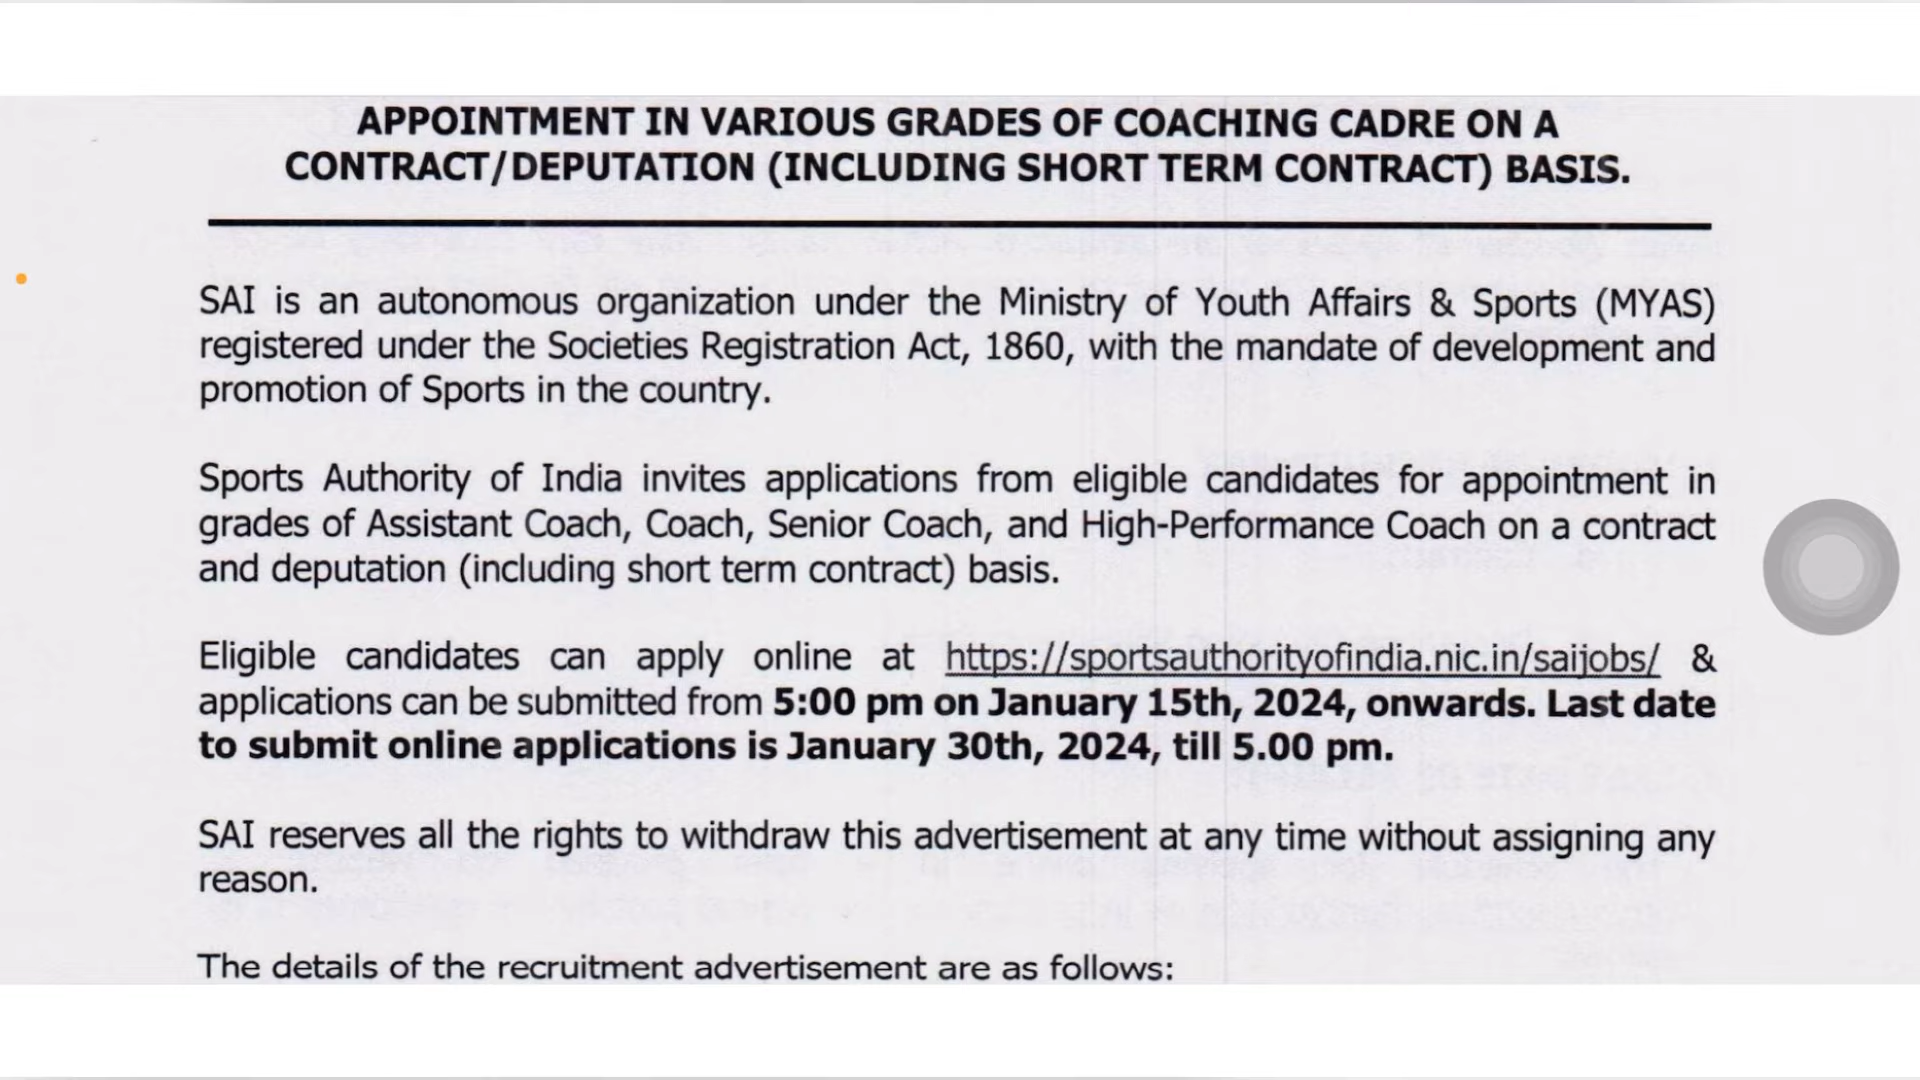 APPOINTMENT IN VARIOUS GRADES OF COACHING CADRE ON A
CONTRACT/DEPUTATION (INCLUDING SHORT TERM CONTRACT) BASIS.
SAI is an autonomous organization under the Ministry of Youth Affairs & Sports (MYAS)
registered under the Societies Registration Act, 1860, with the mandate of development and
promotion of Sports in the country.
Sports Authority of India invites applications from eligible candidates for appointment in
grades of Assistant Coach, Coach, Senior Coach, and High-Performance Coach on a contract
and deputation (including short term contract) basis.
Eligible candidates can apply online at https://sportsauthorityofindia.nic.in/saijobs/ &
applications can be submitted from 5:00 pm on January 15th, 2024, onwards. Last date
to submit online applications is January 30th, 2024, till 5.00 pm.
SAI reserves all the rights to withdraw this advertisement at any time without assigning any
reason.
The details of the recruitment advertisement are as follows: